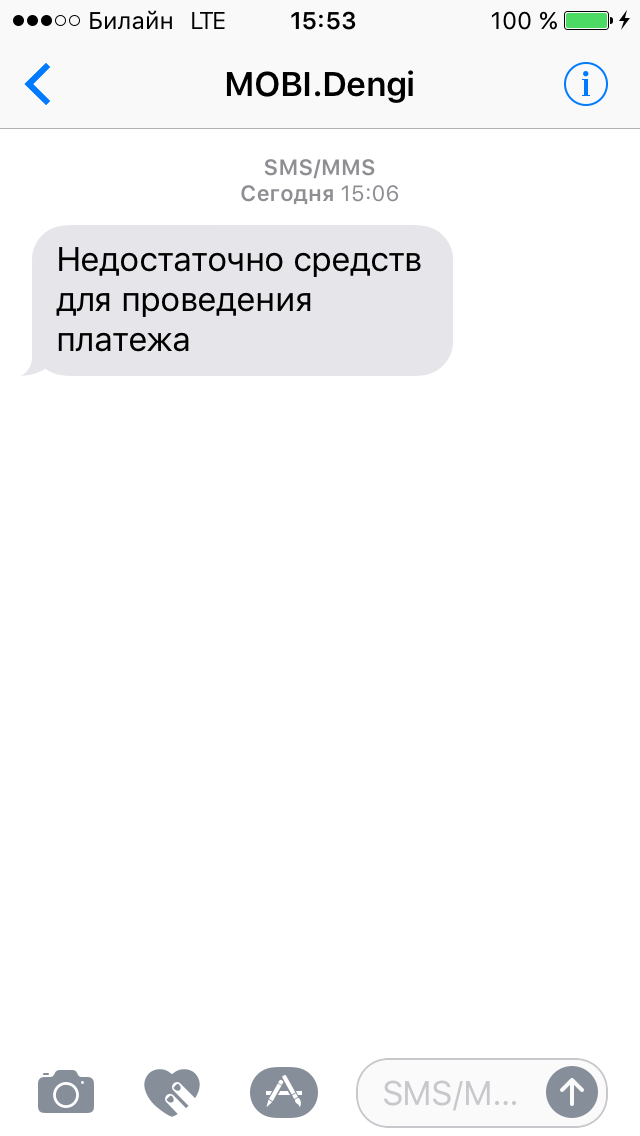 Билайн LTE 15:53 100 %
MOBI.Dengi
SMS/MMS
Сегодня 15:06
Недостаточно средств
для проведения
платежа
SMS/M...